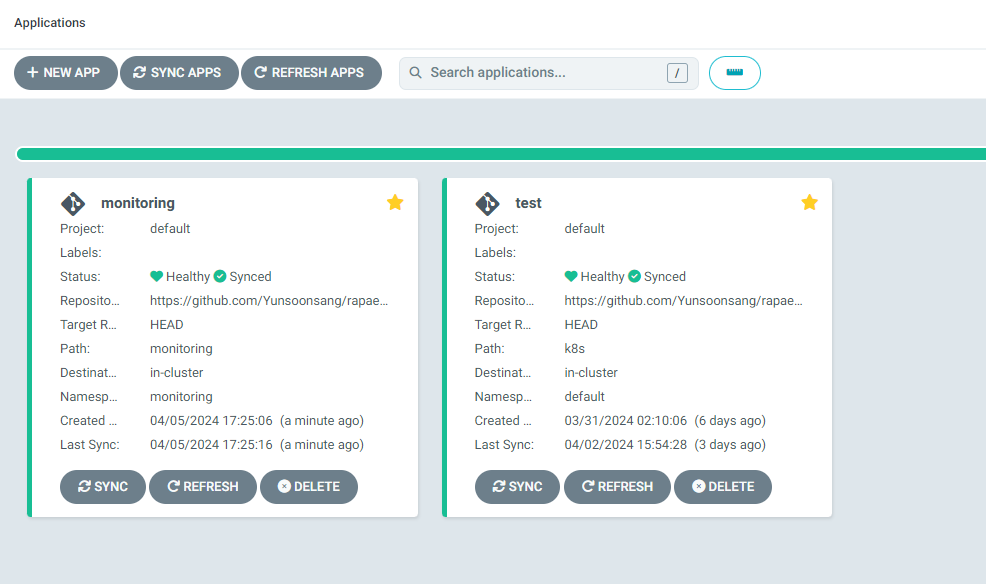 Applications
NEW APP SYNC APPS REFRESH APPS Search applications... /
monitoring
Project: default
Labels:
Status: Healthy Synced
Reposito... https://github.com/Yunsoonsang/rapae...
Target R... HEAD
Path: monitoring
Destinat... in-cluster
Namesp... monitoring
Created ... 04/05/2024 17:25:06 (a minute ago)
Last Sync: 04/05/2024 17:25:16 (a minute ago)
SYNC REFRESH DELETE
test
Project: default
Labels:
Status: Healthy Synced
Reposito... https://github.com/Yunsoonsang/rapae...
Target R... HEAD
Path: k8s
Destinat... in-cluster
Namesp... default
Created ... 03/31/2024 02:10:06 (6 days ago)
Last Sync: 04/02/2024 15:54:28 (3 days ago)
SYNC REFRESH DELETE